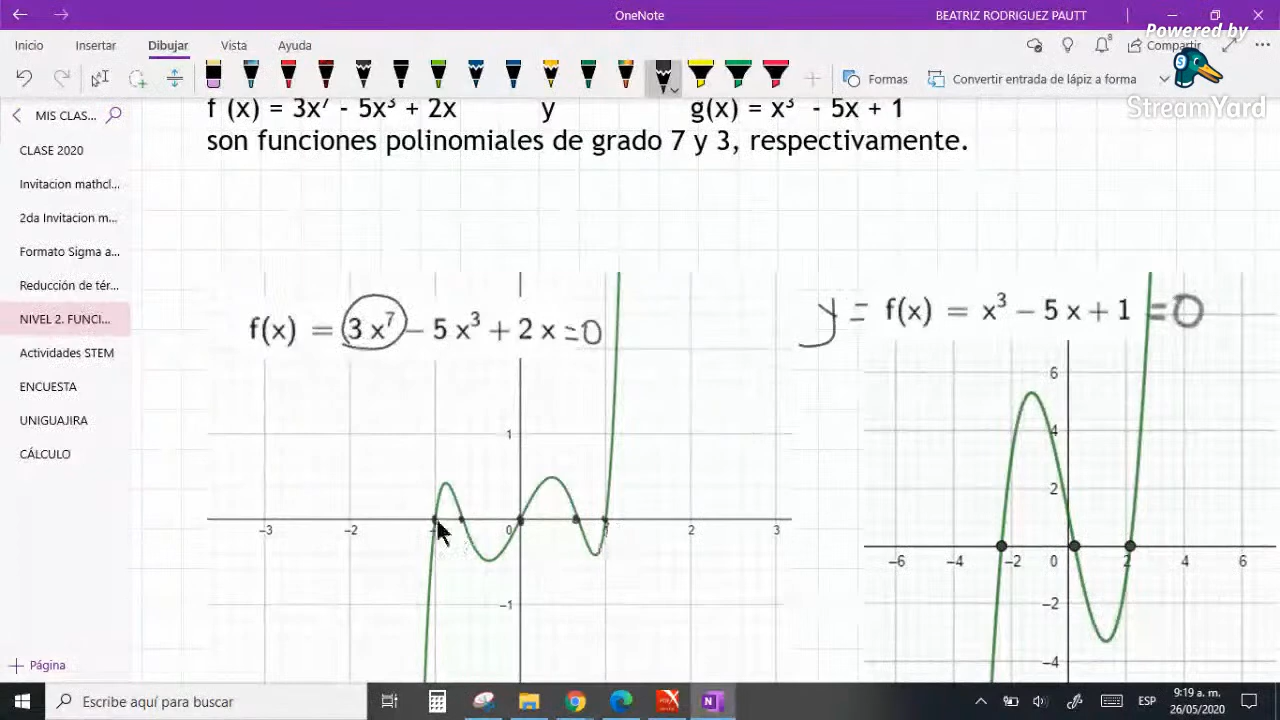 OneNote
BEATRIZ RODRIGUEZ PAUTT
Powered by
StreamYard
Inicio Insertar Dibujar Vista Ayuda
8
Compartir
Formas
Convertir entrada de lápiz a forma
MIS CLAS...
CLASE 2020
Invitacion mathcl...
2da Invitacion m...
Formato Sigma a...
Reducción de tér...
NIVEL 2. FUNCI...
Actividades STEM
ENCUESTA
UNIGUAJIRA
CÁLCULO
Página
f (x) = 3x⁷ - 5x³ + 2x y g(x) = x³ - 5x + 1
son funciones polinomiales de grado 7 y 3, respectivamente.
f(x) = 3 x⁷ − 5 x³ + 2 x =0
1
−3 −2 0 1 2 3
−1
y = f(x) = x³ − 5 x + 1 =0
6
4
2
−6 −4 −2 0 2 4 6
−2
−4
Escribe aquí para buscar
ESP
9:19 a. m.
26/05/2020